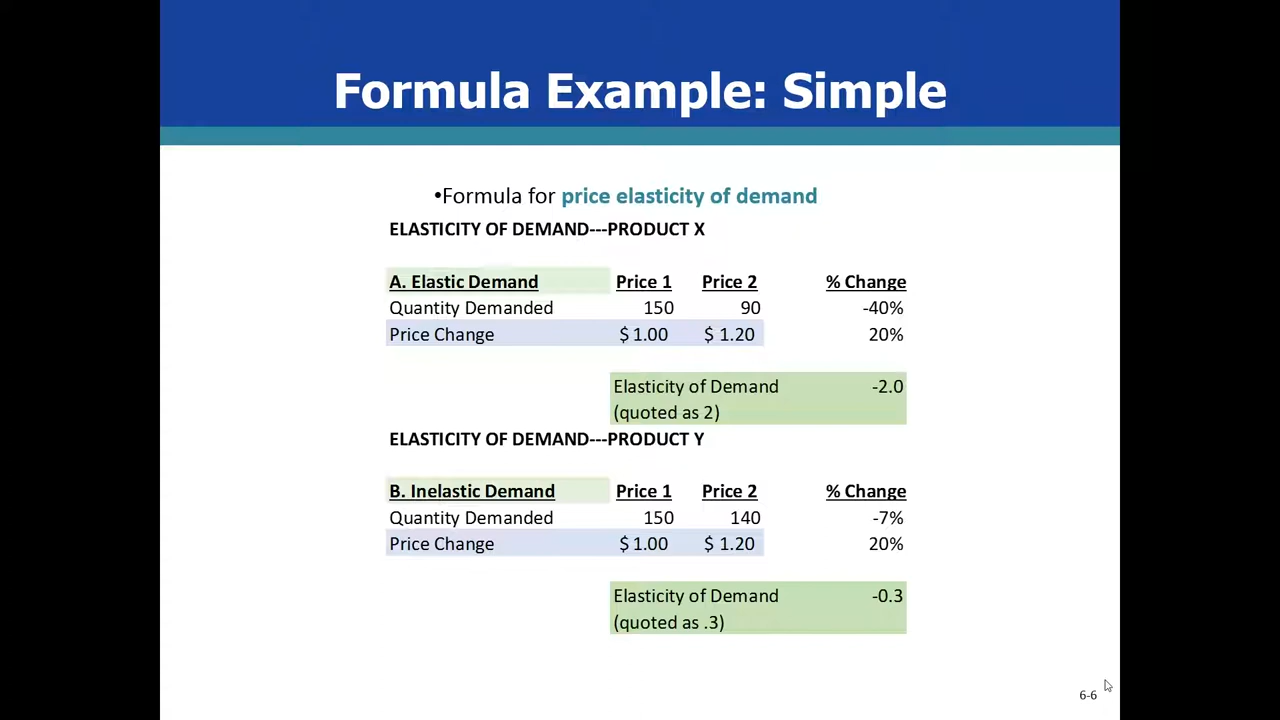 Formula Example: Simple
•Formula for price elasticity of demand
ELASTICITY OF DEMAND---PRODUCT X
A. Elastic Demand Price 1 Price 2 % Change
Quantity Demanded 150 90 -40%
Price Change $ 1.00 $ 1.20 20%
Elasticity of Demand -2.0
(quoted as 2)
ELASTICITY OF DEMAND---PRODUCT Y
B. Inelastic Demand Price 1 Price 2 % Change
Quantity Demanded 150 140 -7%
Price Change $ 1.00 $ 1.20 20%
Elasticity of Demand -0.3
(quoted as .3)
6-6